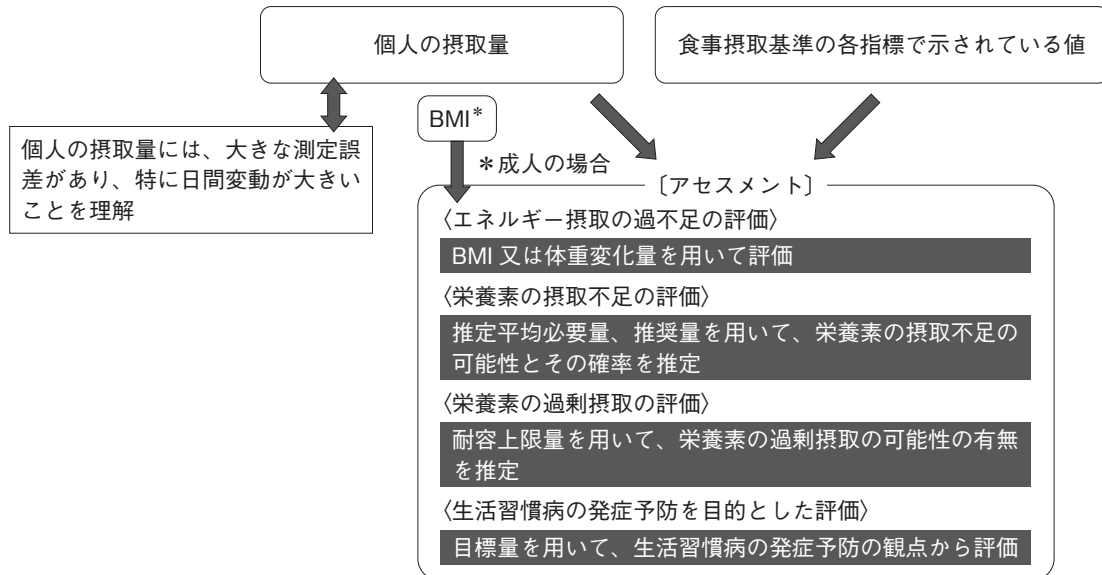 個人の摂取量
食事摂取基準の各指標で示されている値
BMI*
個人の摂取量には、大きな測定誤
差があり、特に日間変動が大きい
ことを理解
＊成人の場合
〔アセスメント〕
〈エネルギー摂取の過不足の評価〉
BMI 又は体重変化量を用いて評価
〈栄養素の摂取不足の評価〉
推定平均必要量、推奨量を用いて、栄養素の摂取不足の
可能性とその確率を推定
〈栄養素の過剰摂取の評価〉
耐容上限量を用いて、栄養素の過剰摂取の可能性の有無
を推定
〈生活習慣病の発症予防を目的とした評価〉
目標量を用いて、生活習慣病の発症予防の観点から評価